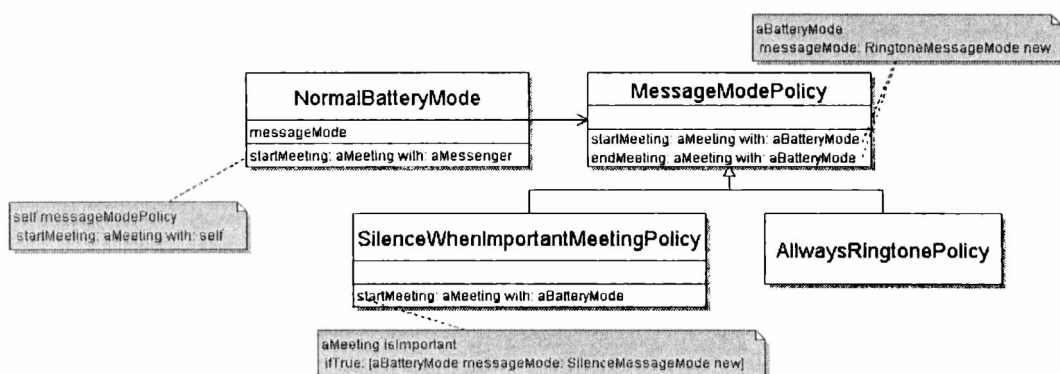 aBatteryMode
messageMode: RingtoneMessageMode new
NormalBatteryMode
messageMode
startMeeting: aMeeting with: aMessenger
MessageModePolicy
startMeeting: aMeeting with: aBatteryMode
endMeeting: aMeeting with: aBatteryMode
self messageModePolicy
startMeeting: aMeeting with: self
SilenceWhenImportantMeetingPolicy
startMeeting: aMeeting with: aBatteryMode
AllwaysRingtonePolicy
aMeeting isImportant
ifTrue: [aBatteryMode messageMode: SilenceMessageMode new]